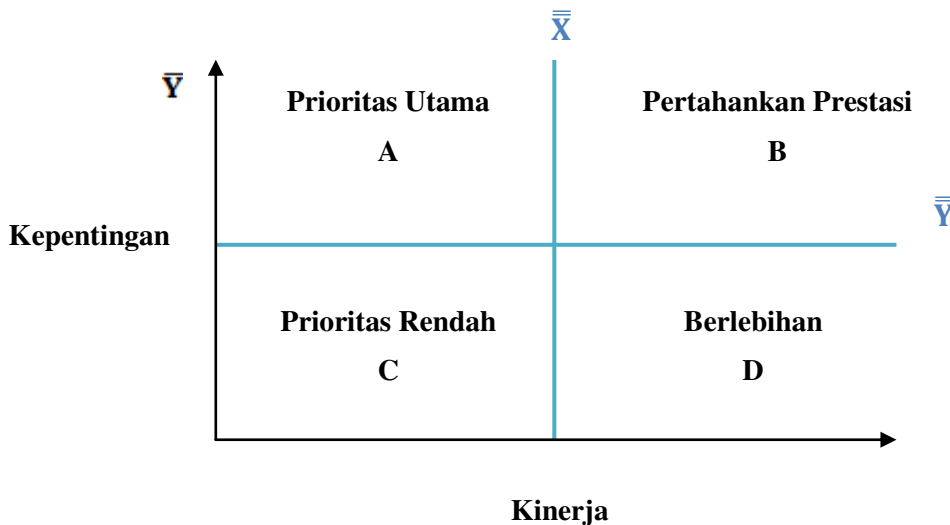 X̿
Y̅
Prioritas Utama
A
Pertahankan Prestasi
B
Y̿
Kepentingan
Prioritas Rendah
C
Berlebihan
D
Kinerja